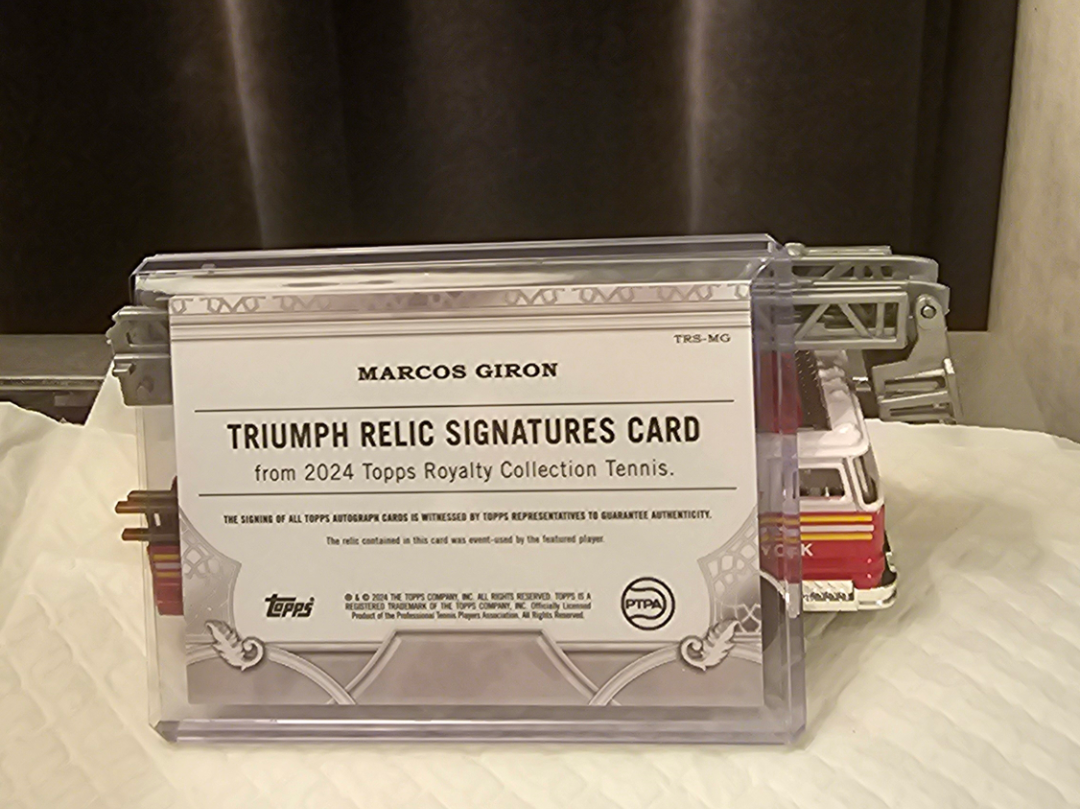 TRS-MG
MARCOS GIRON
TRIUMPH RELIC SIGNATURES CARD
from 2024 Topps Royalty Collection Tennis.
THE SIGNING OF ALL TOPPS AUTOGRAPH CARDS IS WITNESSED BY TOPPS REPRESENTATIVES TO GUARANTEE AUTHENTICITY.
The relic contained in this card was event-used by the featured player.
Topps
® & © 2024 THE TOPPS COMPANY, INC. ALL RIGHTS RESERVED. TOPPS IS A
REGISTERED TRADEMARK OF THE TOPPS COMPANY, INC. Officially Licensed
Product of the Professional Tennis Players Association. All Rights Reserved.
PTPA
YORK